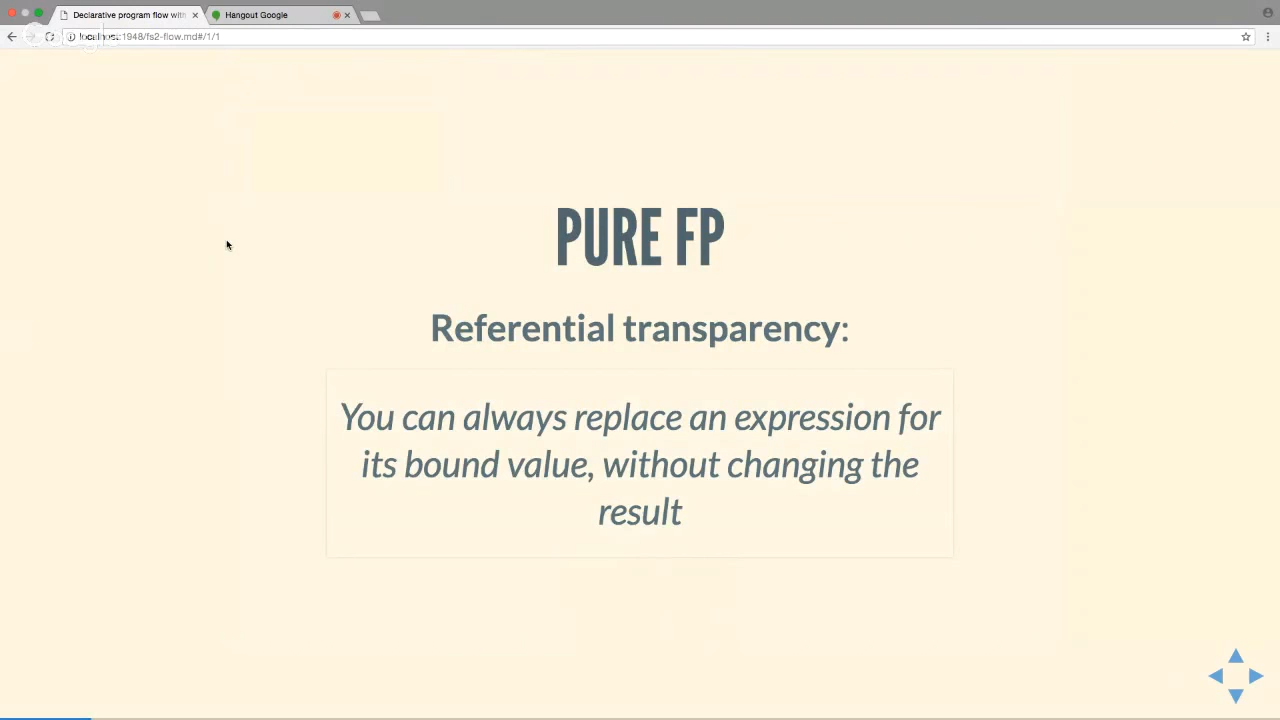 Declarative program flow with
Hangout Google
localhost:1948/fs2-flow.md#/1/1
PURE FP
Referential transparency:
You can always replace an expression for
its bound value, without changing the
result